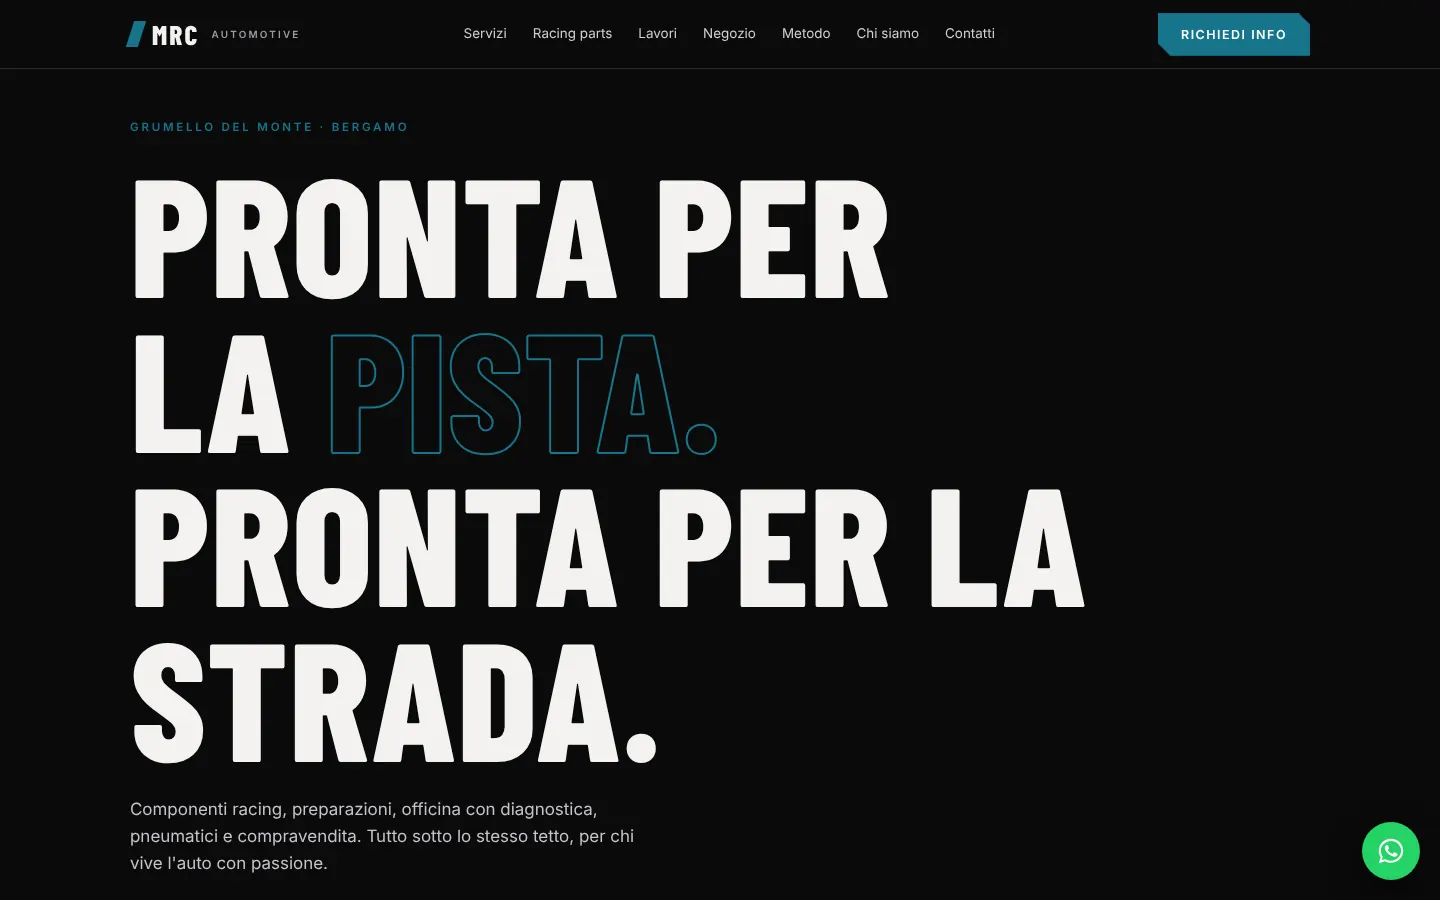 MRC AUTOMOTIVE
Servizi Racing parts Lavori Negozio Metodo Chi siamo Contatti
RICHIEDI INFO
GRUMELLO DEL MONTE · BERGAMO
PRONTA PER
LA PISTA.
PRONTA PER LA
STRADA.
Componenti racing, preparazioni, officina con diagnostica,
pneumatici e compravendita. Tutto sotto lo stesso tetto, per chi
vive l'auto con passione.